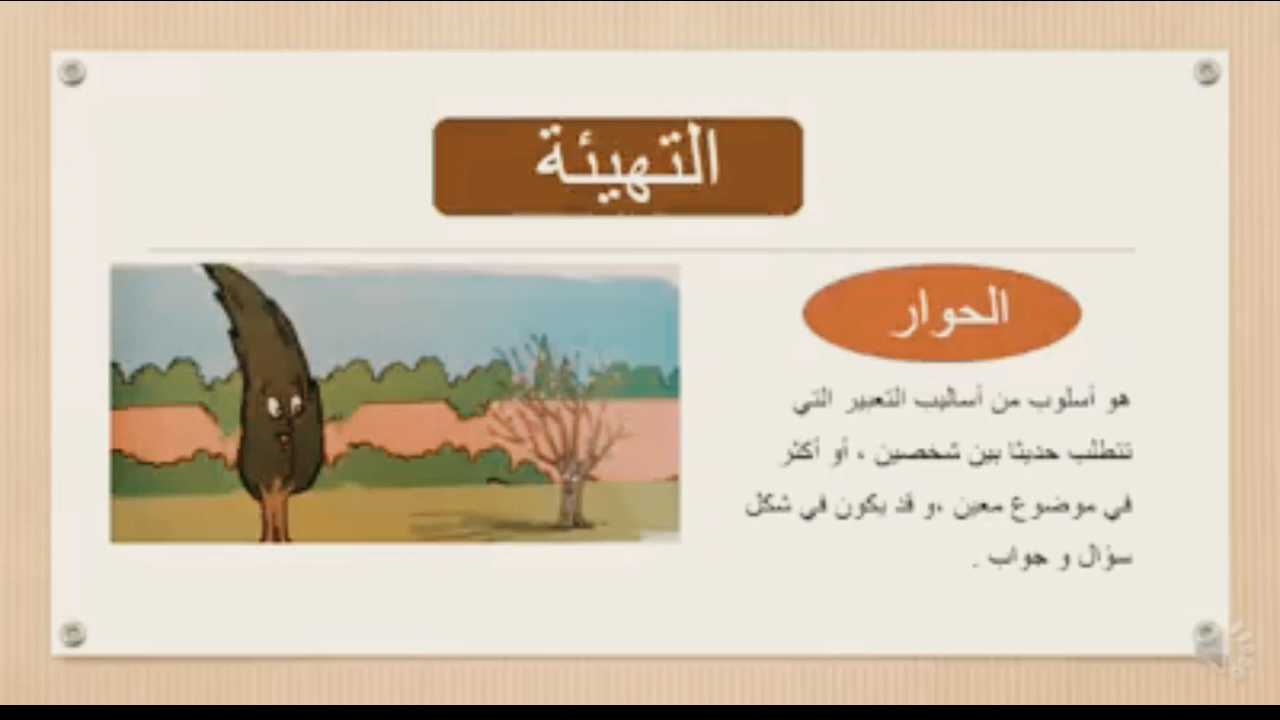 التهيئة
الحوار
هو أسلوب من أساليب التعبير التي
تتطلب حديثا بين شخصين ، أو أكثر
في موضوع معين ،و قد يكون في شكل
سؤال و جواب .